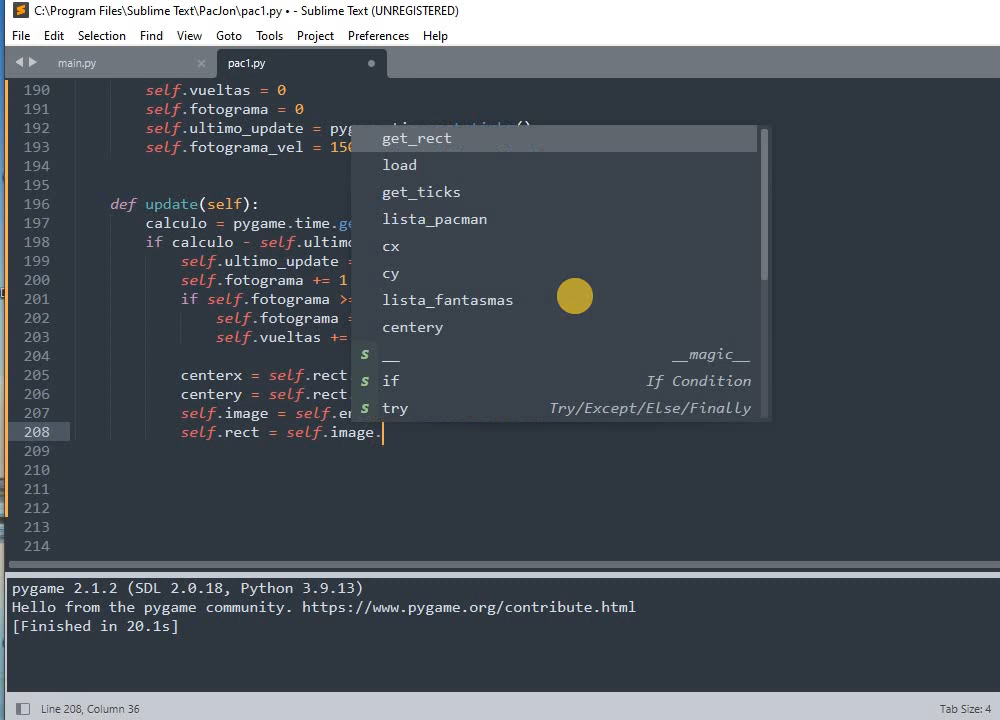 C:\Program Files\Sublime Text\PacJon\pac1.py • - Sublime Text (UNREGISTERED)
File Edit Selection Find View Goto Tools Project Preferences Help
main.py × pac1.py
190 self.vueltas = 0
191 self.fotograma = 0
192 self.ultimo_update = pyg
193 self.fotograma_vel = 150
194
195
196 def update(self):
197 calculo = pygame.time.ge
198 if calculo - self.ultimo
199 self.ultimo_update =
200 self.fotograma += 1
201 if self.fotograma >=
202 self.fotograma =
203 self.vueltas +=
204
205 centerx = self.rect.
206 centery = self.rect.
207 self.image = self.en
208 self.rect = self.image.
209
210
211
212
213
214
get_rect
load
get_ticks
lista_pacman
cx
cy
lista_fantasmas
centery
s __ __magic__
s if If Condition
s try Try/Except/Else/Finally
pygame 2.1.2 (SDL 2.0.18, Python 3.9.13)
Hello from the pygame community. https://www.pygame.org/contribute.html
[Finished in 20.1s]
Line 208, Column 36 Tab Size: 4